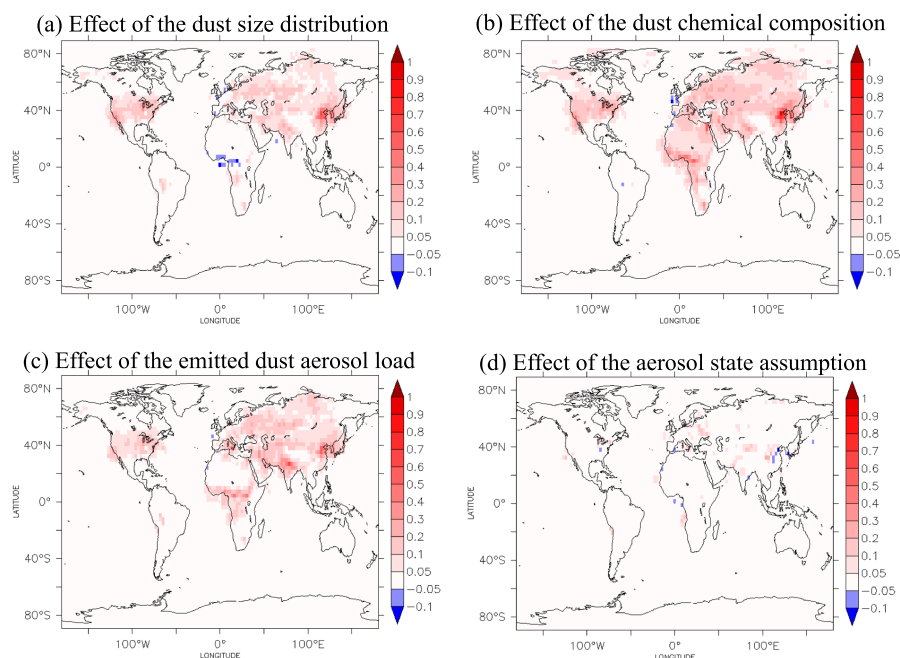 (a) Effect of the dust size distribution
80°N
40°N
0°
40°S
80°S
LATITUDE
100°W
0°
100°E
LONGITUDE
1
0.9
0.8
0.7
0.6
0.5
0.4
0.3
0.2
0.1
0.05
−0.05
−0.1
(b) Effect of the dust chemical composition
80°N
40°N
0°
40°S
80°S
LATITUDE
100°W
0°
100°E
LONGITUDE
1
0.9
0.8
0.7
0.6
0.5
0.4
0.3
0.2
0.1
0.05
−0.05
−0.1
(c) Effect of the emitted dust aerosol load
80°N
40°N
0°
40°S
80°S
LATITUDE
100°W
0°
100°E
LONGITUDE
1
0.9
0.8
0.7
0.6
0.5
0.4
0.3
0.2
0.1
0.05
−0.05
−0.1
(d) Effect of the aerosol state assumption
80°N
40°N
0°
40°S
80°S
LATITUDE
100°W
0°
100°E
LONGITUDE
1
0.9
0.8
0.7
0.6
0.5
0.4
0.3
0.2
0.1
0.05
−0.05
−0.1